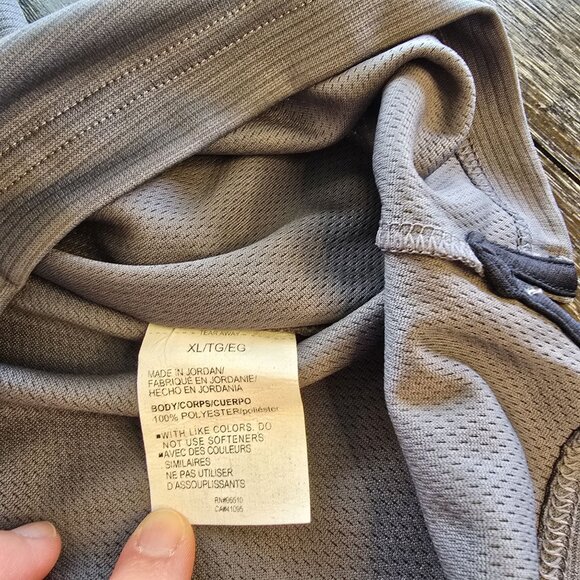 TEAR AWAY
XL/TG/EG
MADE IN JORDAN/
FABRIQUÉ EN JORDANIE/
HECHO EN JORDANIA
BODY/CORPS/CUERPO
100% POLYESTER/poliéster
■WITH LIKE COLORS. DO
NOT USE SOFTENERS
■AVEC DES COULEURS
SIMILAIRES
NE PAS UTILISER
D'ASSOUPLISSANTS
RN#96510
CA#41095